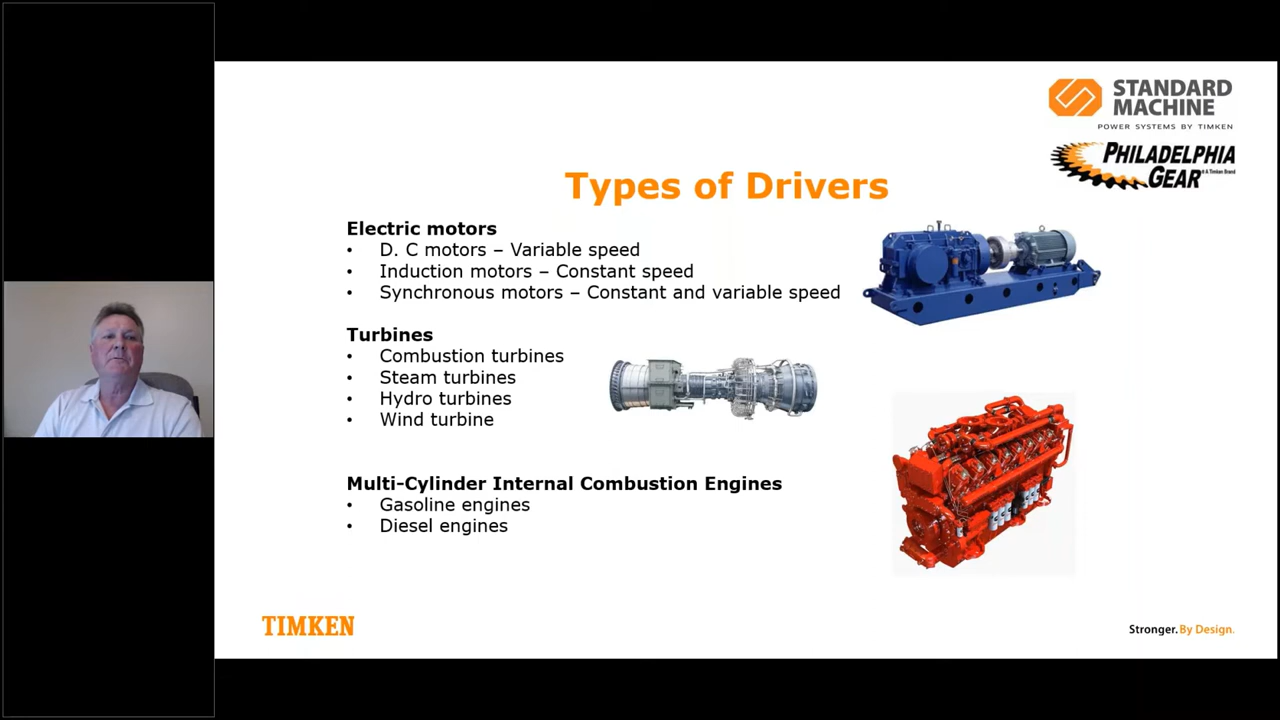 STANDARD
MACHINE
POWER SYSTEMS BY TIMKEN
PHILADELPHIA
GEAR
A Timken Brand
Types of Drivers
Electric motors
• D. C motors – Variable speed
• Induction motors – Constant speed
• Synchronous motors – Constant and variable speed
Turbines
• Combustion turbines
• Steam turbines
• Hydro turbines
• Wind turbine
Multi-Cylinder Internal Combustion Engines
• Gasoline engines
• Diesel engines
TIMKEN
Stronger. By Design.